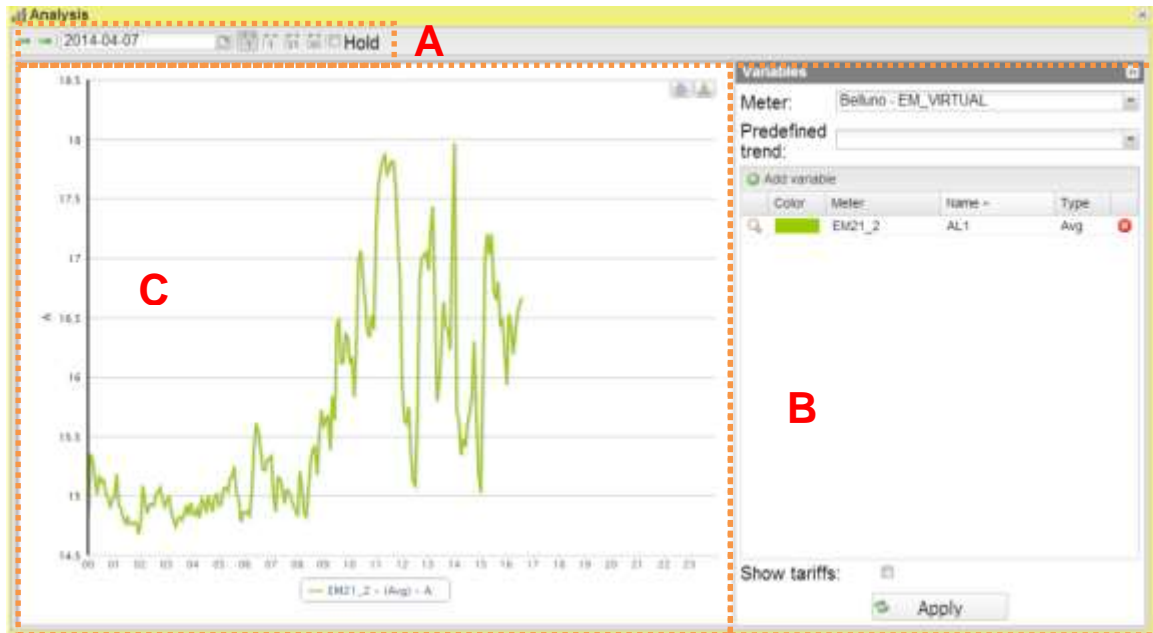 Analysis
2014-04-07
Hold
A
Variables
Meter: Belluno - EM_VIRTUAL
Predefined
trend:
Add variable
Color Meter Name Type
EM21_2 AL1 Avg
18.5
18
17.5
17
16.5
16
15.5
15
14.5
A
C
B
00 01 02 03 04 05 06 07 08 09 10 11 12 13 14 15 16 17 18 19 20 21 22 23
EM21_2 - (Avg) - A
Show tariffs:
Apply